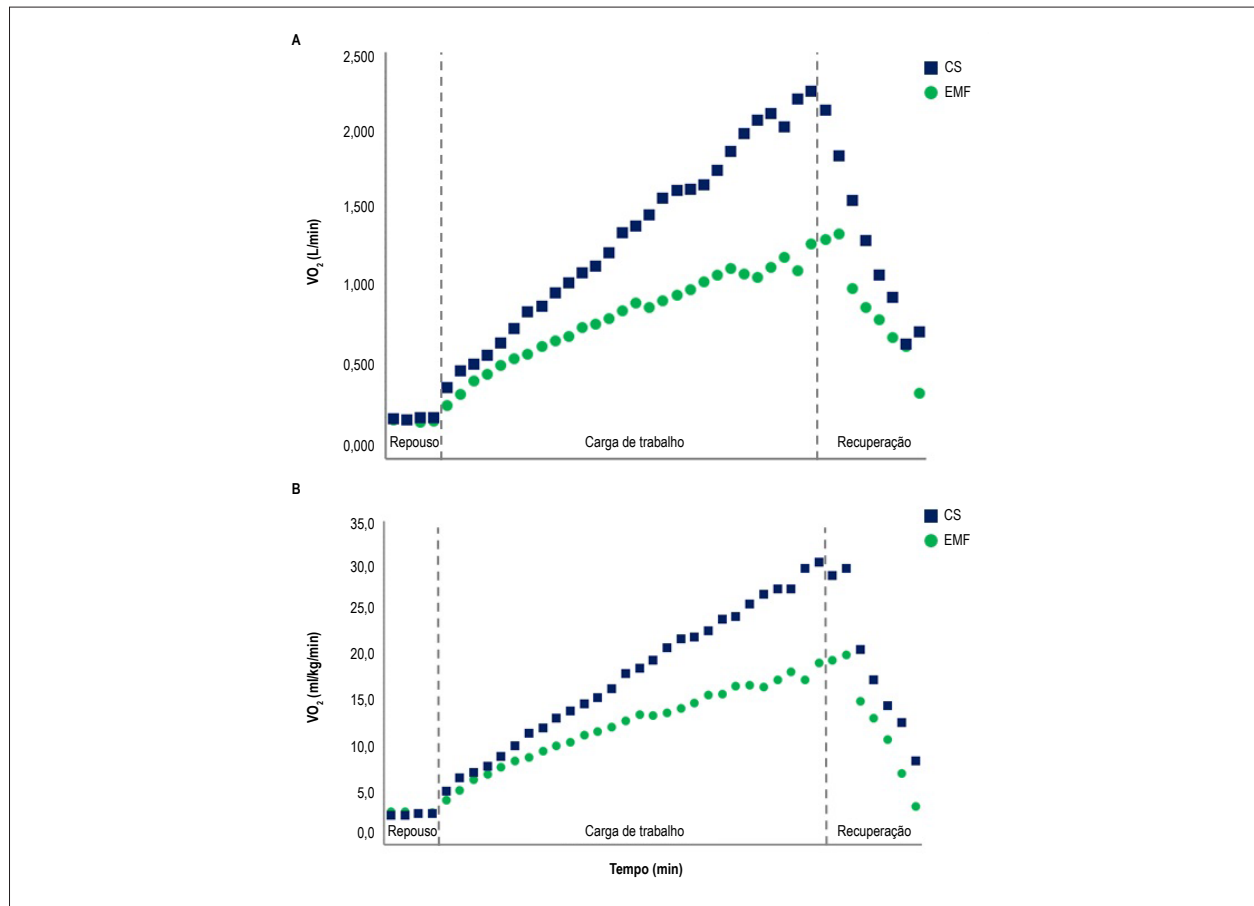 A
2,500
2,000
1,500
1,000
0,500
0,000
VO2 (L/min)
CS
EMF
Repouso
Carga de trabalho
Recuperação
B
35,0
30,0
25,0
20,0
15,0
10,0
5,0
0,0
VO2 (ml/kg/min)
CS
EMF
Repouso
Carga de trabalho
Recuperação
Tempo (min)